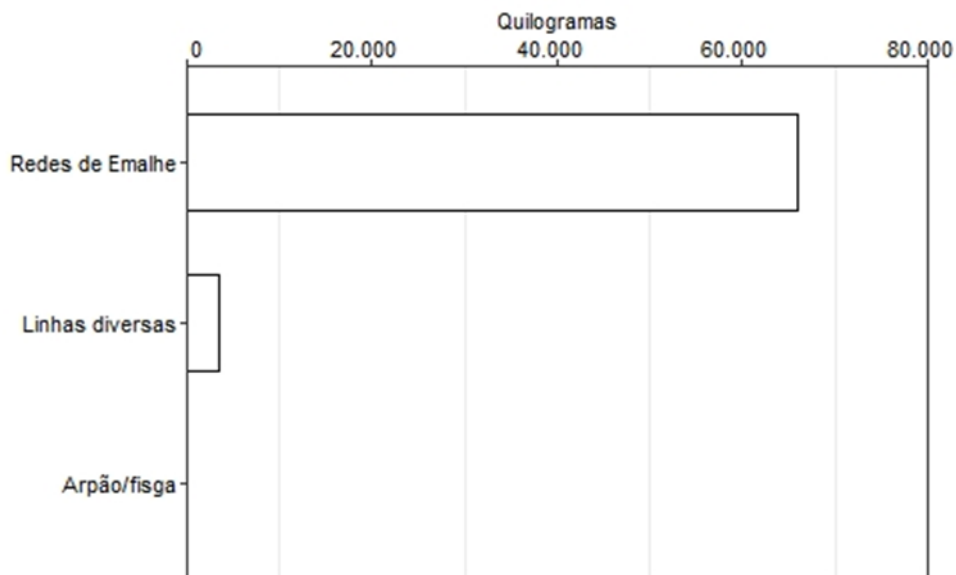 Quilogramas
0 20.000 40.000 60.000 80.000
Redes de Emalhe
Linhas diversas
Arpão/fisga